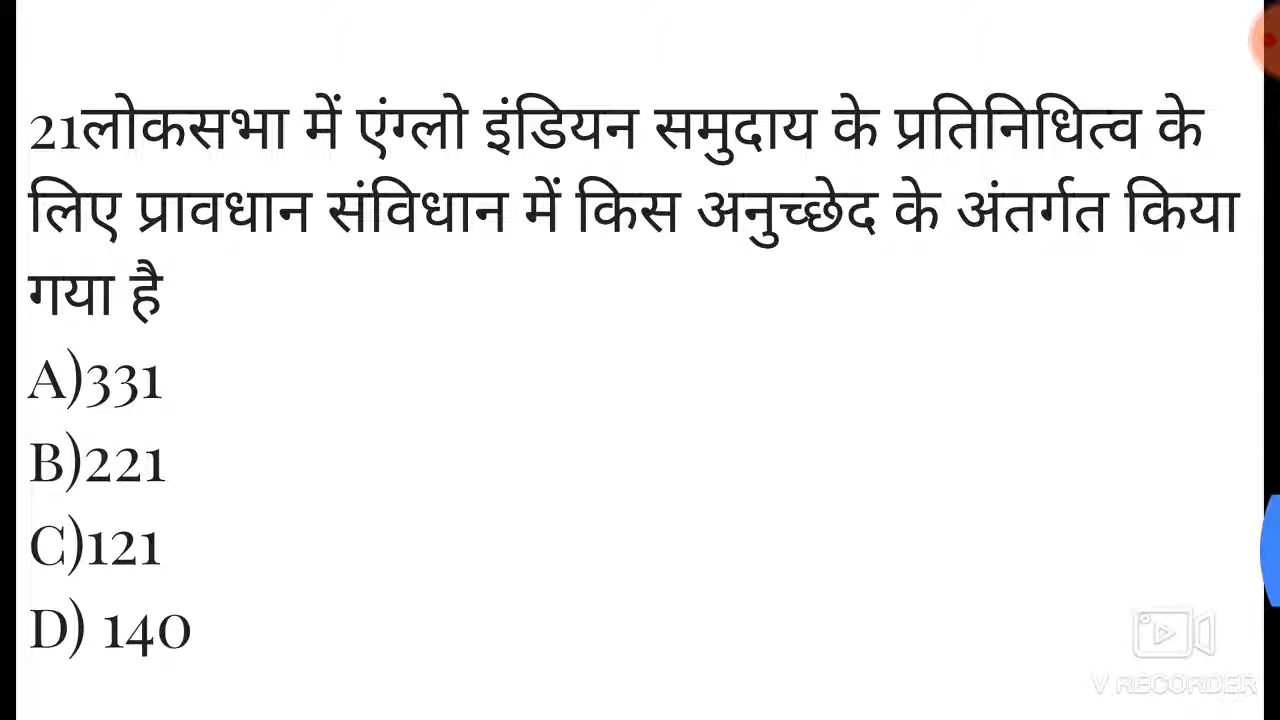 21लोकसभा में एंग्लो इंडियन समुदाय के प्रतिनिधित्व के
लिए प्रावधान संविधान में किस अनुच्छेद के अंतर्गत किया
गया है
A)331
B)221
C)121
D) 140
V RECORDER